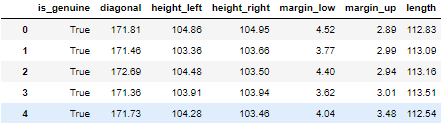 is_genuine diagonal height_left height_right margin_low margin_up length
0 True 171.81 104.86 104.95 4.52 2.89 112.83
1 True 171.46 103.36 103.66 3.77 2.99 113.09
2 True 172.69 104.48 103.50 4.40 2.94 113.16
3 True 171.36 103.91 103.94 3.62 3.01 113.51
4 True 171.73 104.28 103.46 4.04 3.48 112.54